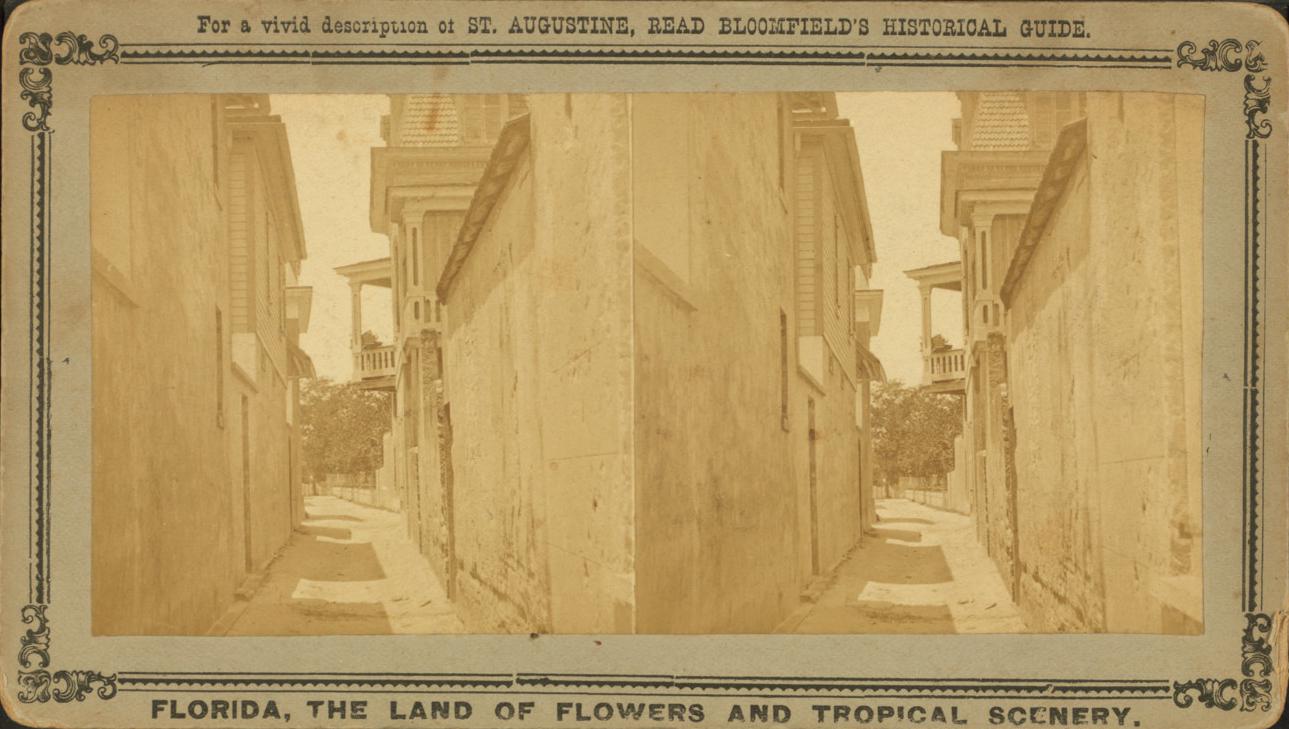 For a vivid description of ST. AUGUSTINE, READ BLOOMFIELD'S HISTORICAL GUIDE.
FLORIDA, THE LAND OF FLOWERS AND TROPICAL SCENERY.